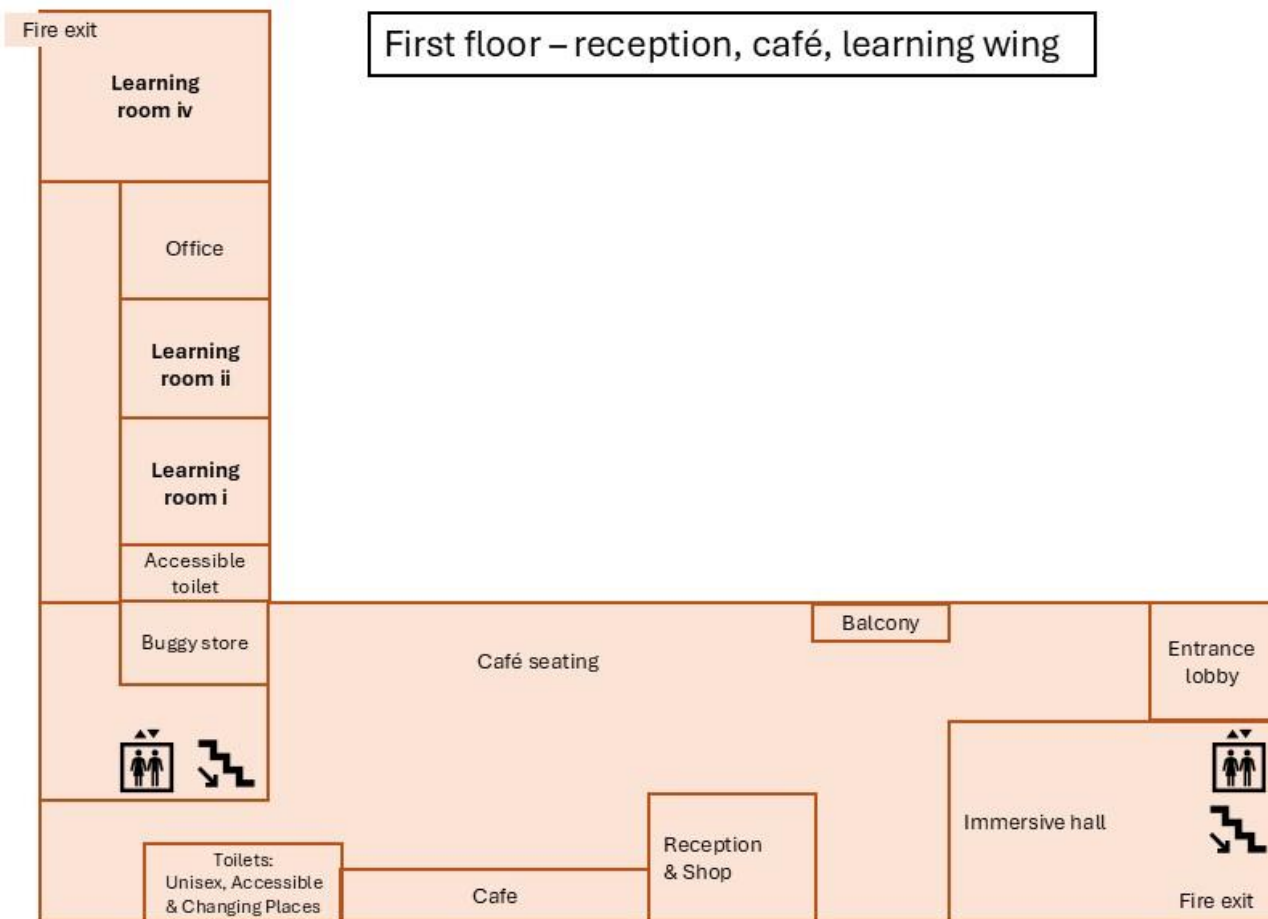 Fire exit
First floor – reception, café, learning wing
Learning
room iv
Office
Learning
room ii
Learning
room i
Accessible
toilet
Buggy store
Café seating
Balcony
Entrance
lobby
Immersive hall
Reception
& Shop
Toilets:
Unisex, Accessible
& Changing Places
Cafe
Fire exit